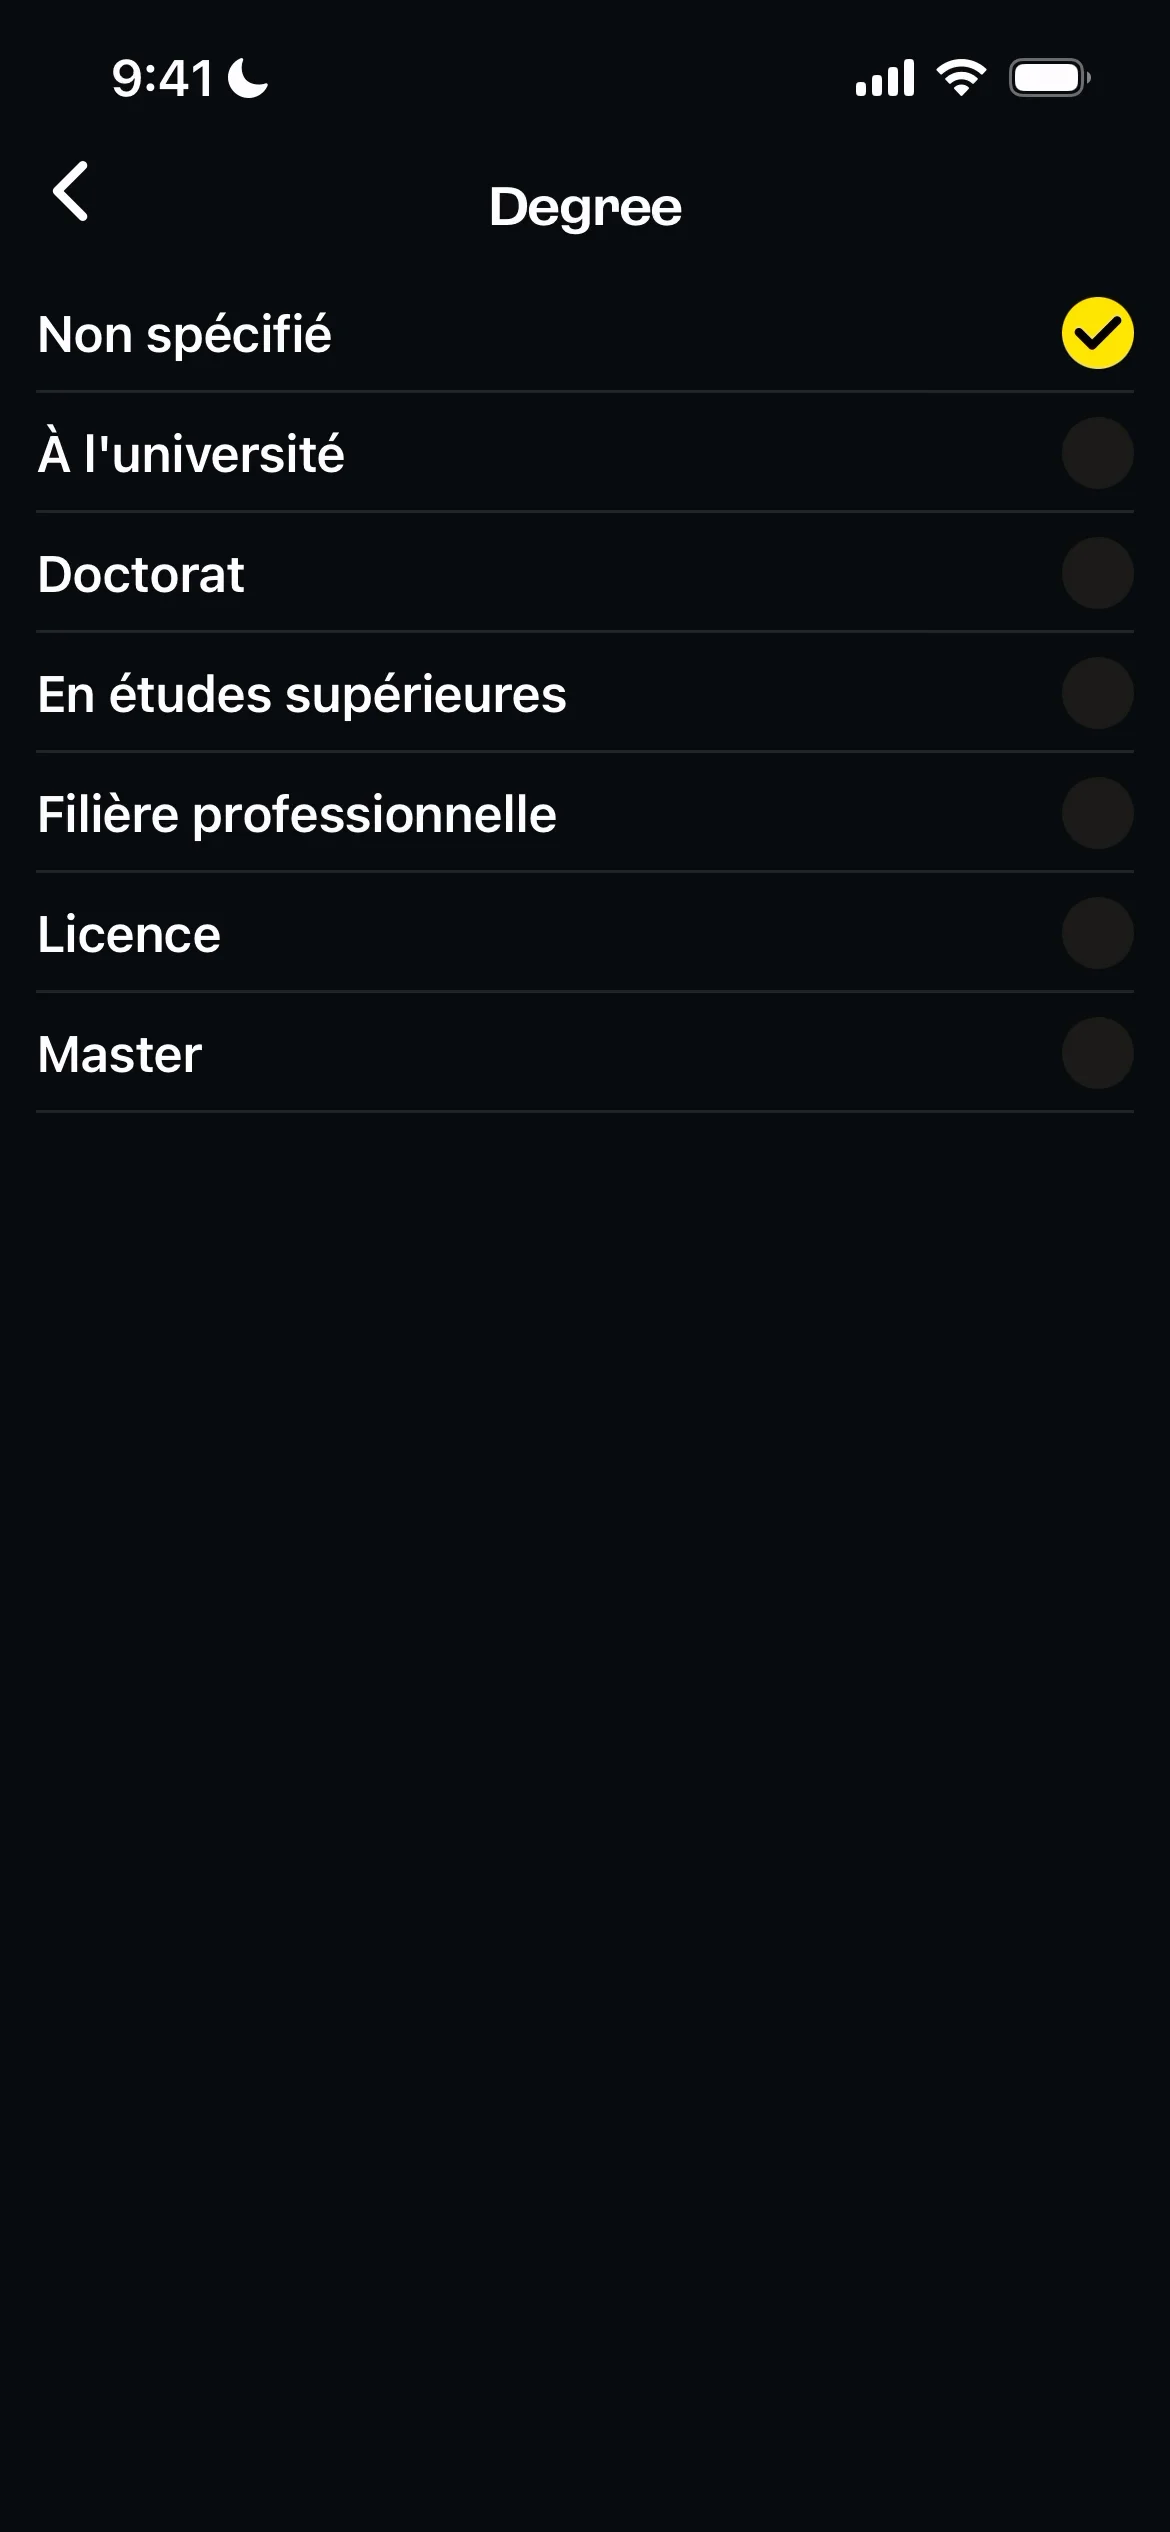 9:41
Degree
Non spécifié
À l'université
Doctorat
En études supérieures
Filière professionnelle
Licence
Master